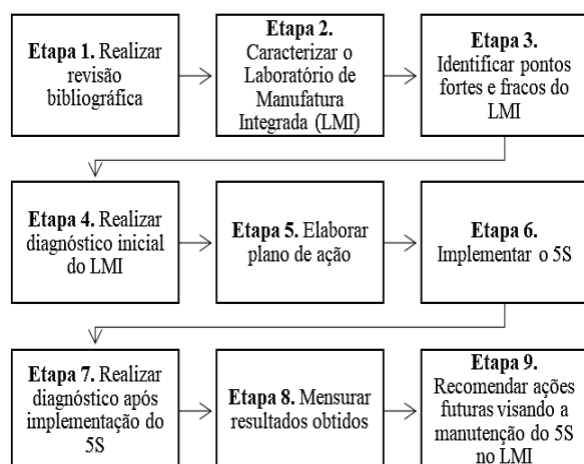 Etapa 1. Realizar
revisão
bibliográfica
Etapa 2.
Caracterizar o
Laboratório de
Manufatura
Integrada (LMI)
Etapa 3.
Identificar pontos
fortes e fracos do
LMI
Etapa 4. Realizar
diagnóstico inicial
do LMI
Etapa 5. Elaborar
plano de ação
Etapa 6.
Implementar o 5S
Etapa 7. Realizar
diagnóstico após
implementação do
5S
Etapa 8. Mensurar
resultados obtidos
Etapa 9.
Recomendar ações
futuras visando a
manutenção do 5S
no LMI